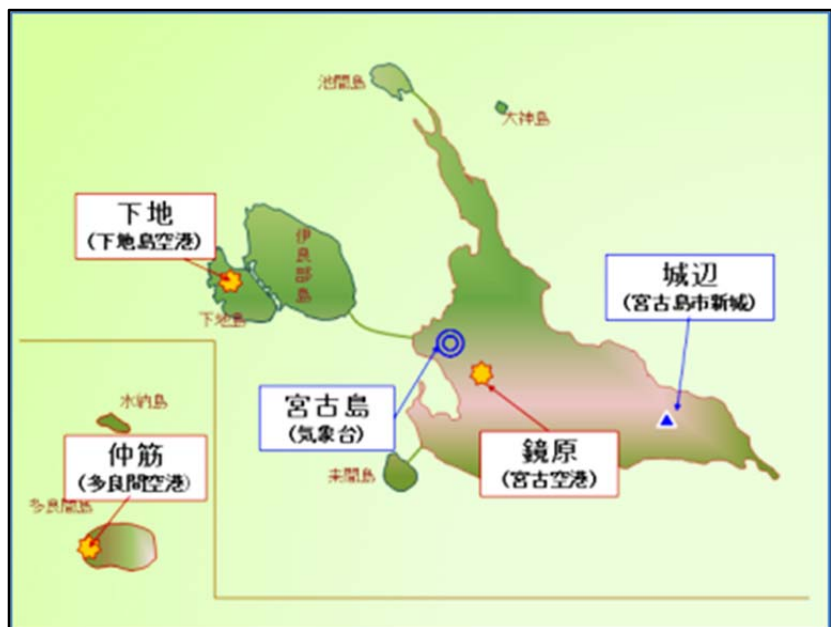 池間島
大神島
下地
(下地島空港)
伊良部島
下地島
城辺
(宮古島市新城)
宮古島
(気象台)
鏡原
(宮古空港)
来間島
水納島
仲筋
(多良間空港)
多良間島